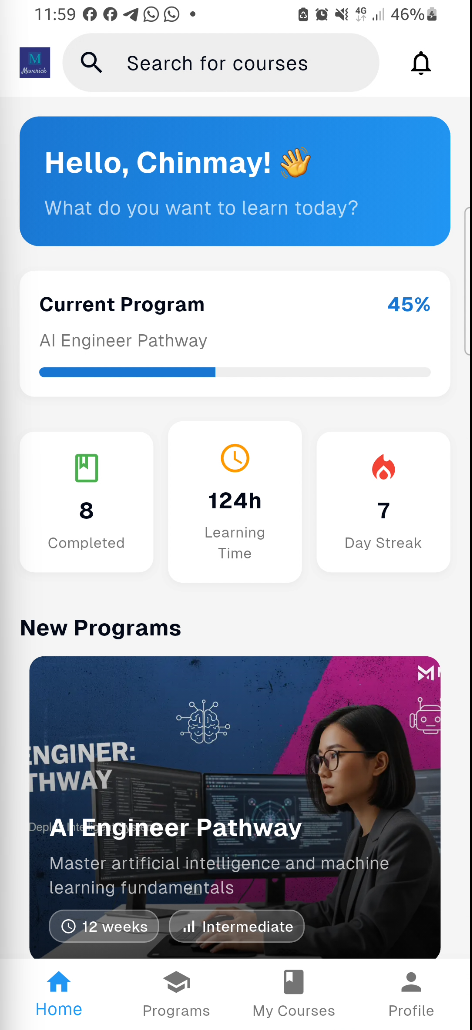 11:59
4G
46%
M
Maverick
Search for courses
Hello, Chinmay! 👋
What do you want to learn today?
Current Program
45%
AI Engineer Pathway
8
124h
7
Completed
Learning
Time
Day Streak
New Programs
ENGINER:
THWAY
AI Engineer Pathway
Master artificial intelligence and machine
learning fundamentals
12 weeks
Intermediate
Home
Programs
My Courses
Profile